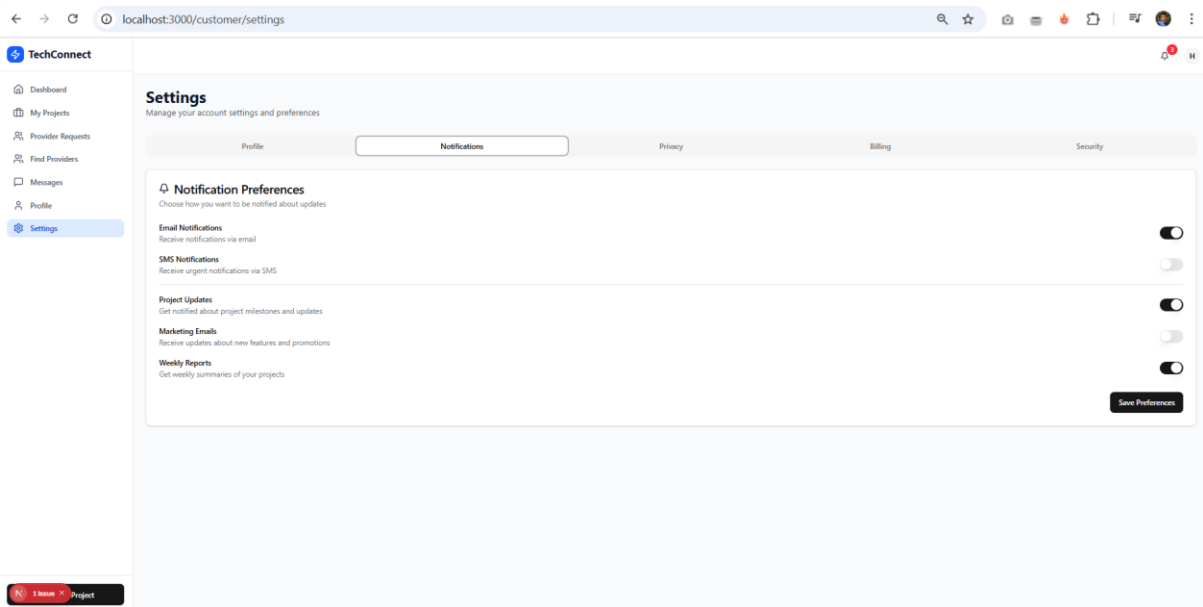 localhost:3000/customer/settings
TechConnect
3
H
Dashboard
My Projects
Provider Requests
Find Providers
Messages
Profile
Settings
Settings
Manage your account settings and preferences
Profile
Notifications
Privacy
Billing
Security
Notification Preferences
Choose how you want to be notified about updates
Email Notifications
Receive notifications via email
SMS Notifications
Receive urgent notifications via SMS
Project Updates
Get notified about project milestones and updates
Marketing Emails
Receive updates about new features and promotions
Weekly Reports
Get weekly summaries of your projects
Save Preferences
N 1 Issue × Project